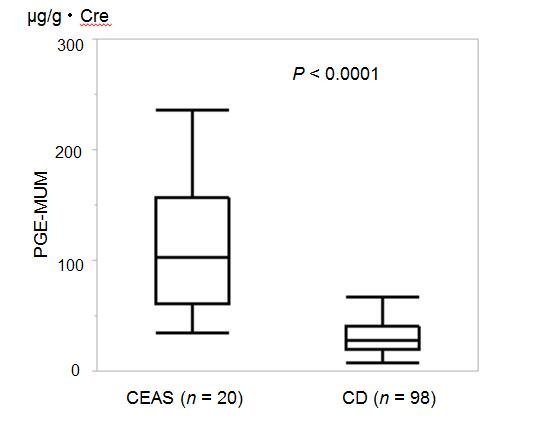 μg/g・Cre
300
P < 0.0001
200
PGE-MUM
100
0
CEAS (n = 20)
CD (n = 98)